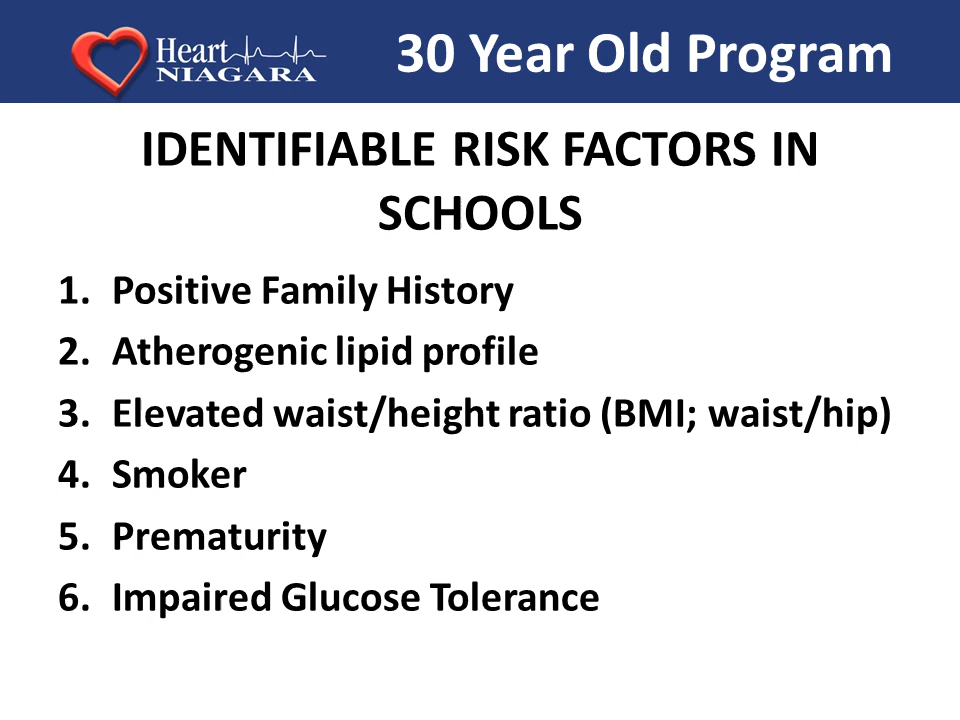 Heart
NIAGARA
30 Year Old Program
IDENTIFIABLE RISK FACTORS IN
SCHOOLS
1. Positive Family History
2. Atherogenic lipid profile
3. Elevated waist/height ratio (BMI; waist/hip)
4. Smoker
5. Prematurity
6. Impaired Glucose Tolerance